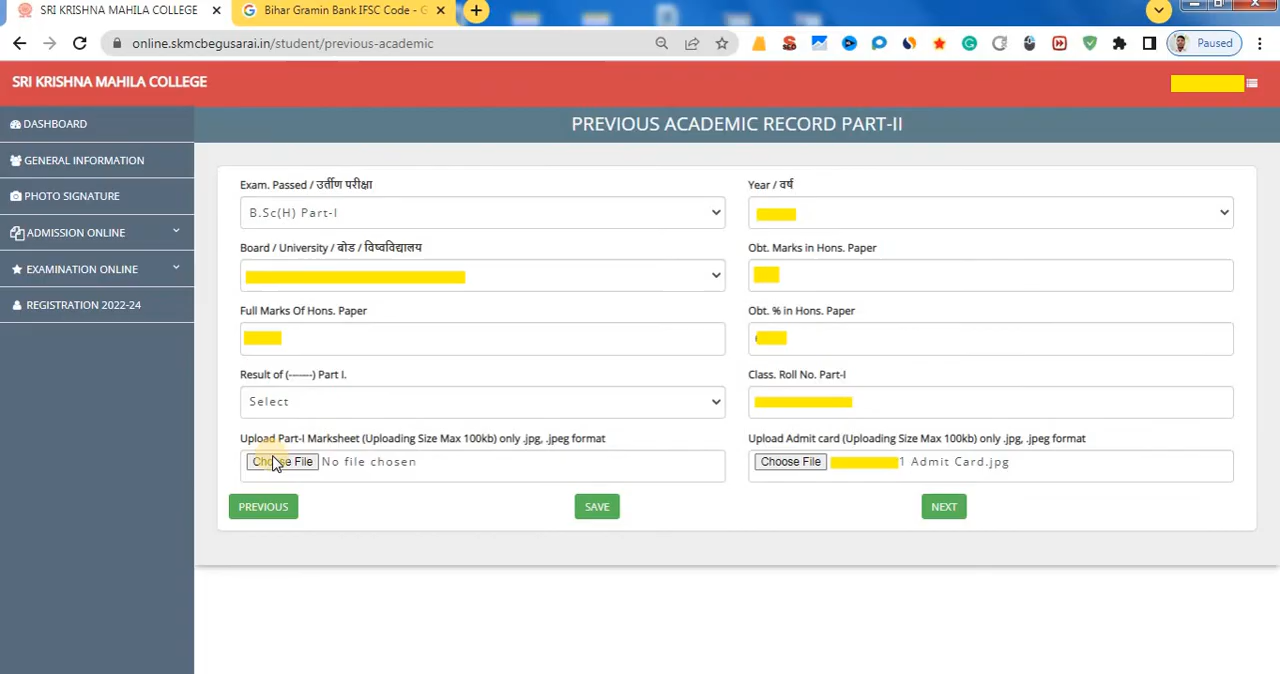 SRI KRISHNA MAHILA COLLEGE
Bihar Gramin Bank IFSC Code - G
online.skmcbegusarai.in/student/previous-academic
Paused
SRI KRISHNA MAHILA COLLEGE
DASHBOARD
GENERAL INFORMATION
PHOTO SIGNATURE
ADMISSION ONLINE
EXAMINATION ONLINE
REGISTRATION 2022-24
PREVIOUS ACADEMIC RECORD PART-II
Exam. Passed / उर्तीण परीक्षा
B.Sc(H) Part-I
Year / वर्ष
Board / University / बोड / विष्वविद्यालय
Obt. Marks in Hons. Paper
Full Marks Of Hons. Paper
Obt. % in Hons. Paper
Result of (-------) Part I.
Select
Class. Roll No. Part-I
Upload Part-I Marksheet (Uploading Size Max 100kb) only .jpg, .jpeg format
Choose File No file chosen
Upload Admit card (Uploading Size Max 100kb) only .jpg, .jpeg format
Choose File 1 Admit Card.jpg
PREVIOUS
SAVE
NEXT